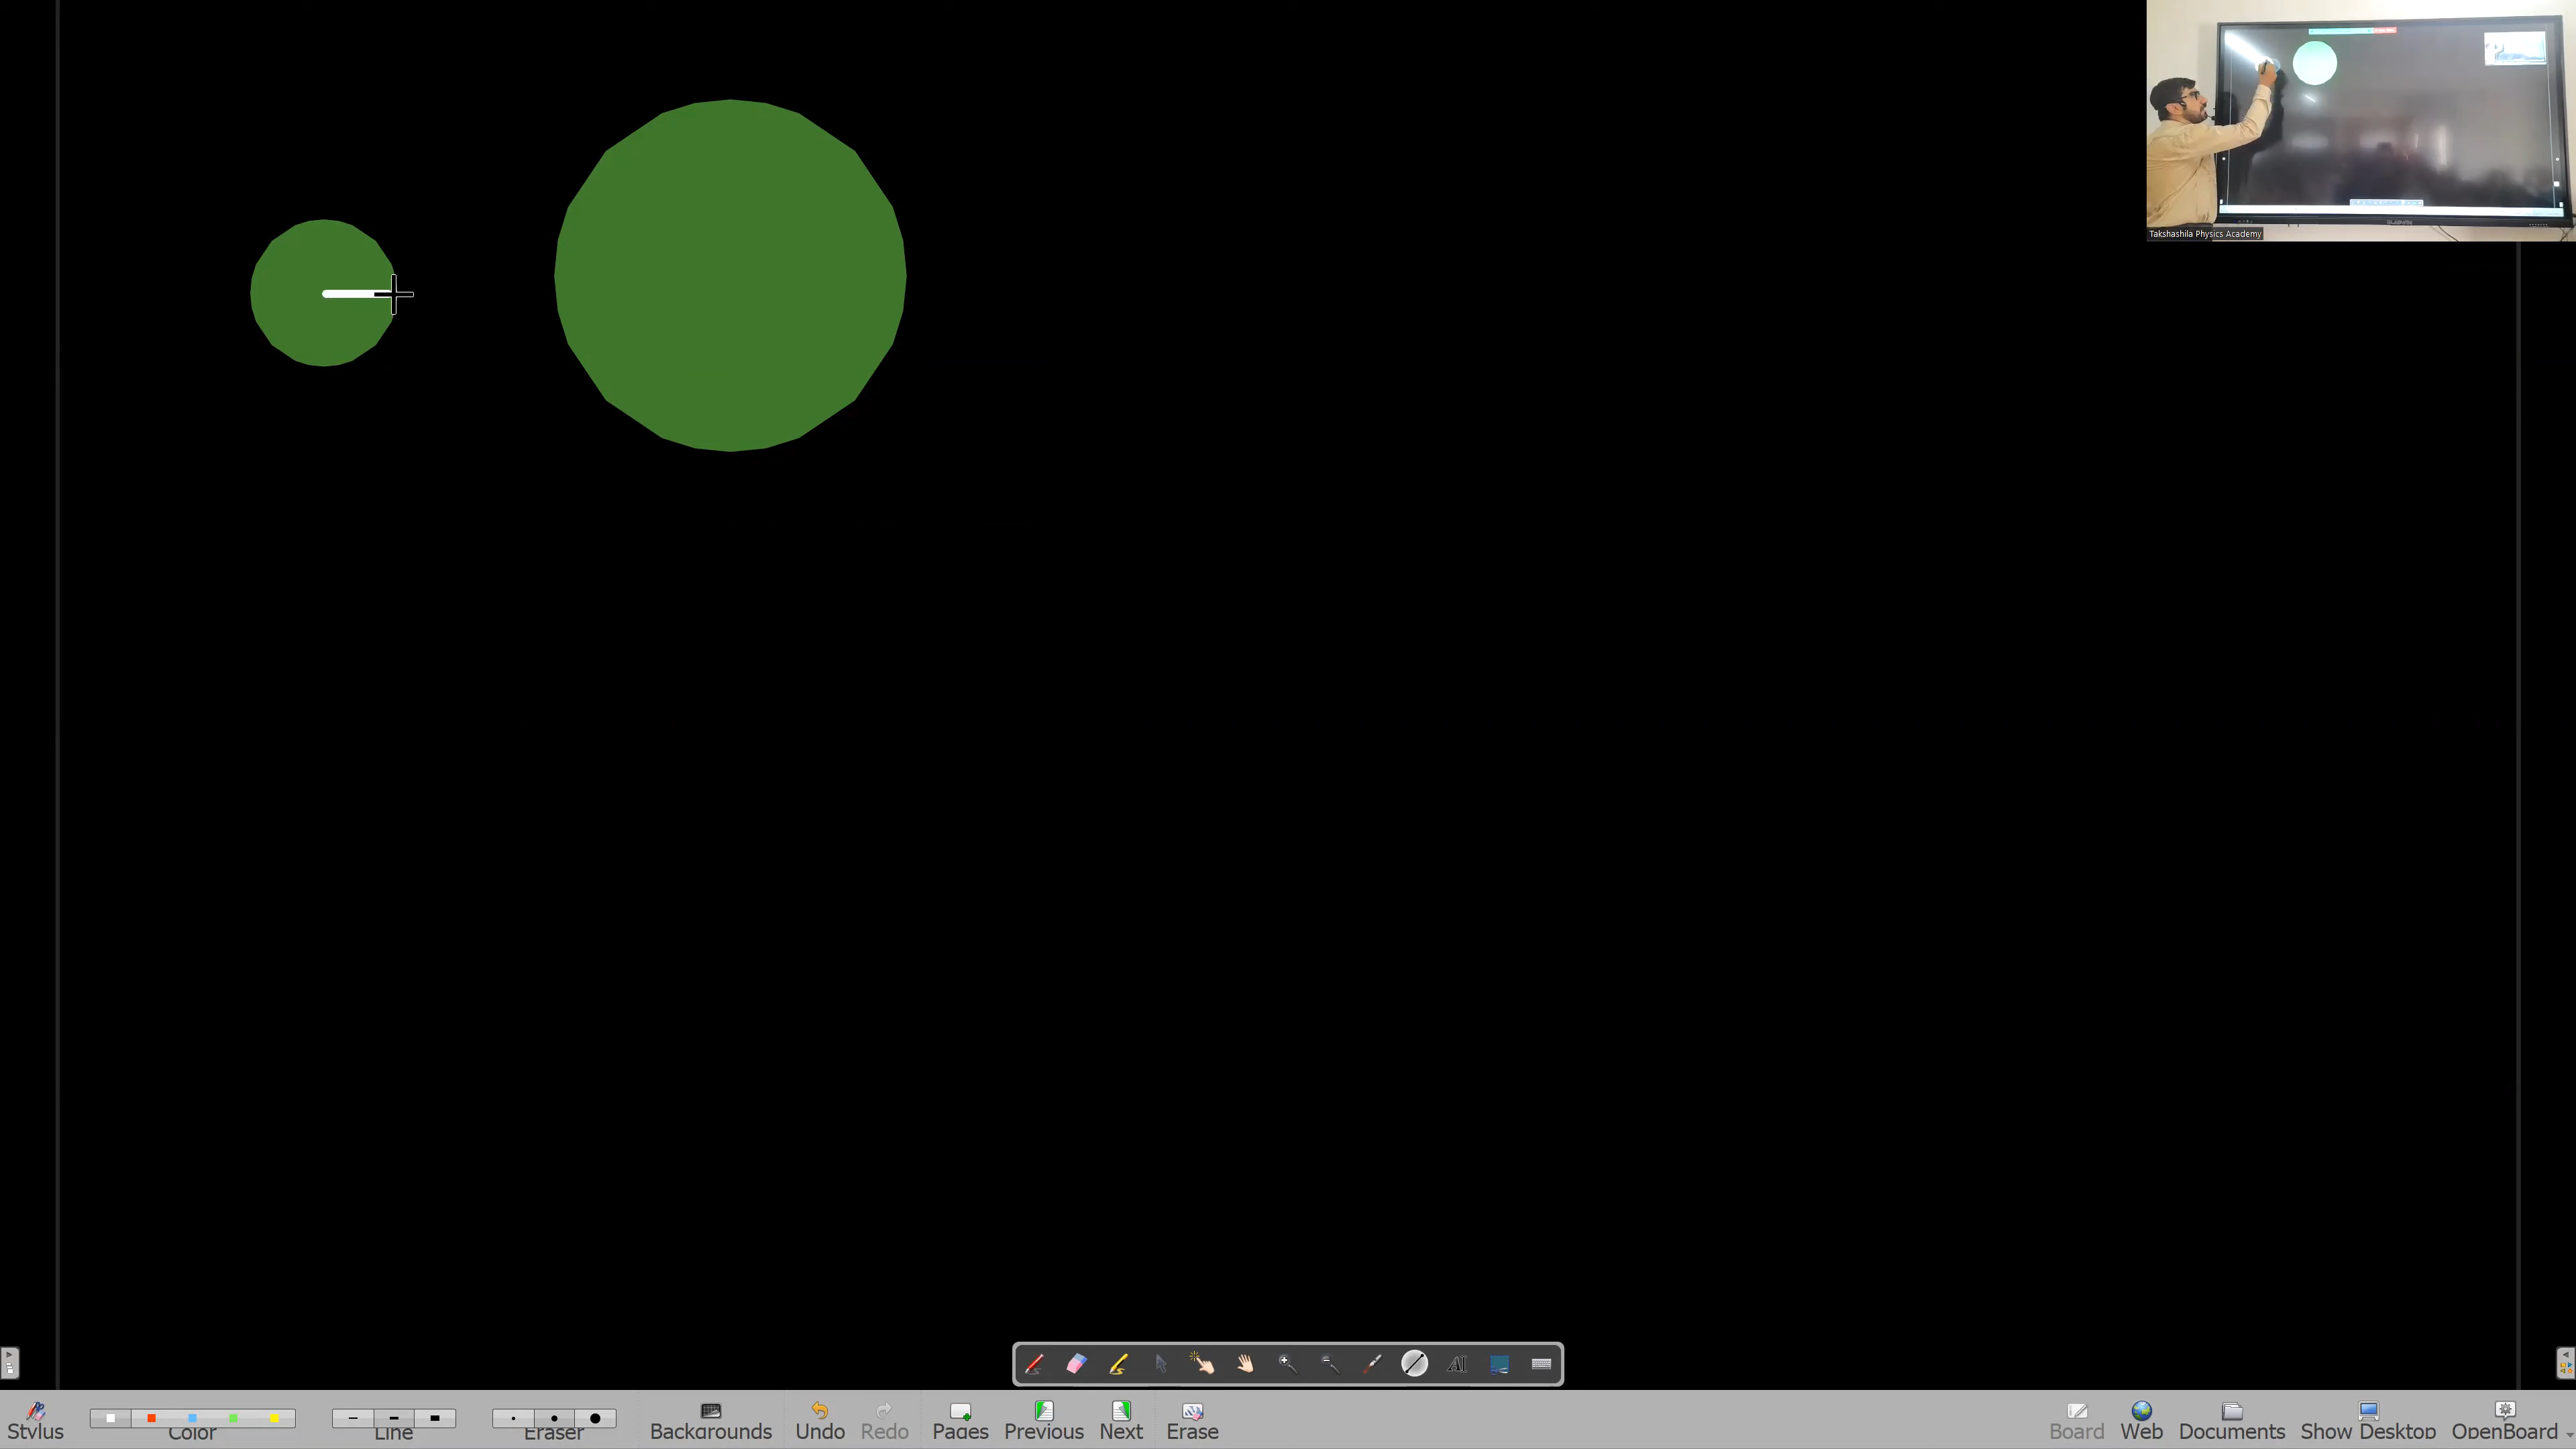 Takshashila Physics Academy
AI
Stylus
Color
Line
Eraser
Backgrounds
Undo
Redo
Pages
Previous
Next
Erase
Board
Web
Documents
Show Desktop
OpenBoard